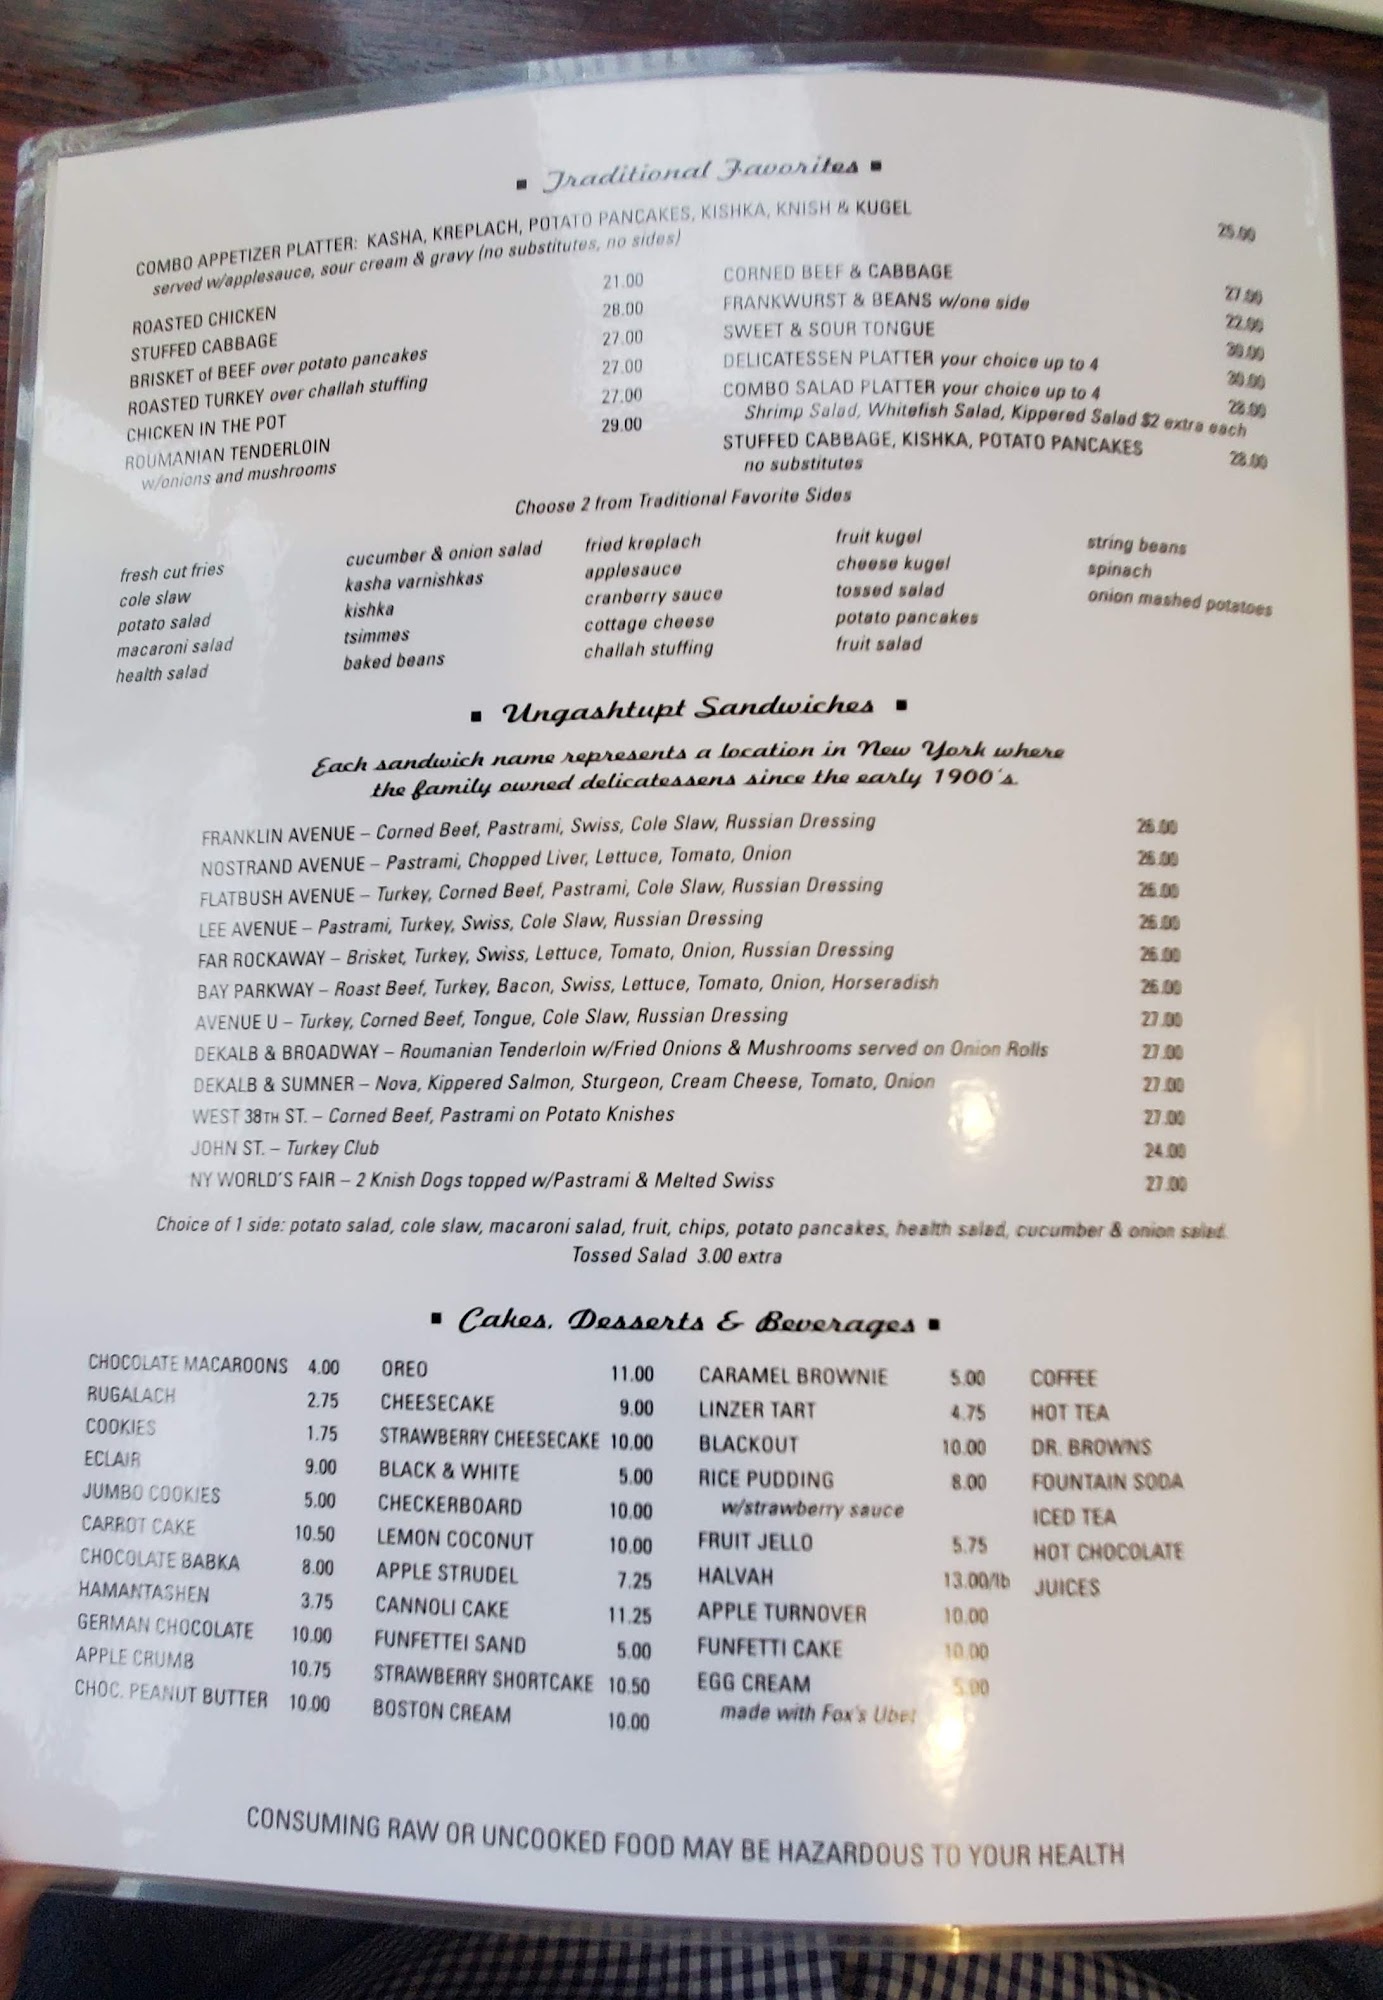 Traditional Favorites
COMBO APPETIZER PLATTER: KASHA, KREPLACH, POTATO PANCAKES, KISHKA, KNISH & KUGEL 25.00
served w/applesauce, sour cream & gravy (no substitutes, no sides)
ROASTED CHICKEN 21.00
STUFFED CABBAGE 28.00
BRISKET of BEEF over potato pancakes 27.00
ROASTED TURKEY over challah stuffing 27.00
CHICKEN IN THE POT 27.00
ROUMANIAN TENDERLOIN 29.00
w/onions and mushrooms
CORNED BEEF & CABBAGE 27.00
FRANKWURST & BEANS w/one side 22.00
SWEET & SOUR TONGUE 30.00
DELICATESSEN PLATTER your choice up to 4 30.00
COMBO SALAD PLATTER your choice up to 4 28.00
Shrimp Salad, Whitefish Salad, Kippered Salad $2 extra each
STUFFED CABBAGE, KISHKA, POTATO PANCAKES 28.00
no substitutes
Choose 2 from Traditional Favorite Sides
fresh cut fries
cole slaw
potato salad
macaroni salad
health salad
cucumber & onion salad
kasha varnishkas
kishka
tsimmes
baked beans
fried kreplach
applesauce
cranberry sauce
cottage cheese
challah stuffing
fruit kugel
cheese kugel
tossed salad
potato pancakes
fruit salad
string beans
spinach
onion mashed potatoes
Ungashtupt Sandwiches
Each sandwich name represents a location in New York where
the family owned delicatessens since the early 1900's.
FRANKLIN AVENUE – Corned Beef, Pastrami, Swiss, Cole Slaw, Russian Dressing 26.00
NOSTRAND AVENUE – Pastrami, Chopped Liver, Lettuce, Tomato, Onion 26.00
FLATBUSH AVENUE – Turkey, Corned Beef, Pastrami, Cole Slaw, Russian Dressing 26.00
LEE AVENUE – Pastrami, Turkey, Swiss, Cole Slaw, Russian Dressing 26.00
FAR ROCKAWAY – Brisket, Turkey, Swiss, Lettuce, Tomato, Onion, Russian Dressing 26.00
BAY PARKWAY – Roast Beef, Turkey, Bacon, Swiss, Lettuce, Tomato, Onion, Horseradish 26.00
AVENUE U – Turkey, Corned Beef, Tongue, Cole Slaw, Russian Dressing 27.00
DEKALB & BROADWAY – Roumanian Tenderloin w/Fried Onions & Mushrooms served on Onion Rolls 27.00
DEKALB & SUMNER – Nova, Kippered Salmon, Sturgeon, Cream Cheese, Tomato, Onion 27.00
WEST 38TH ST. – Corned Beef, Pastrami on Potato Knishes 27.00
JOHN ST. – Turkey Club 24.00
NY WORLD'S FAIR – 2 Knish Dogs topped w/Pastrami & Melted Swiss 27.00
Choice of 1 side: potato salad, cole slaw, macaroni salad, fruit, chips, potato pancakes, health salad, cucumber & onion salad.
Tossed Salad 3.00 extra
Cakes, Desserts & Beverages
CHOCOLATE MACAROONS 4.00
RUGALACH 2.75
COOKIES 1.75
ECLAIR 9.00
JUMBO COOKIES 5.00
CARROT CAKE 10.50
CHOCOLATE BABKA 8.00
HAMANTASHEN 3.75
GERMAN CHOCOLATE 10.00
APPLE CRUMB 10.75
CHOC. PEANUT BUTTER 10.00
OREO 11.00
CHEESECAKE 9.00
STRAWBERRY CHEESECAKE 10.00
BLACK & WHITE 5.00
CHECKERBOARD 10.00
LEMON COCONUT 10.00
APPLE STRUDEL 7.25
CANNOLI CAKE 11.25
FUNFETTEI SAND 5.00
STRAWBERRY SHORTCAKE 10.50
BOSTON CREAM 10.00
CARAMEL BROWNIE 5.00
LINZER TART 4.75
BLACKOUT 10.00
RICE PUDDING 8.00
w/strawberry sauce
FRUIT JELLO 5.75
HALVAH 13.00/lb
APPLE TURNOVER 10.00
FUNFETTI CAKE 10.00
EGG CREAM 5.00
made with Fox's Ubet
COFFEE
HOT TEA
DR. BROWNS
FOUNTAIN SODA
ICED TEA
HOT CHOCOLATE
JUICES
CONSUMING RAW OR UNCOOKED FOOD MAY BE HAZARDOUS TO YOUR HEALTH